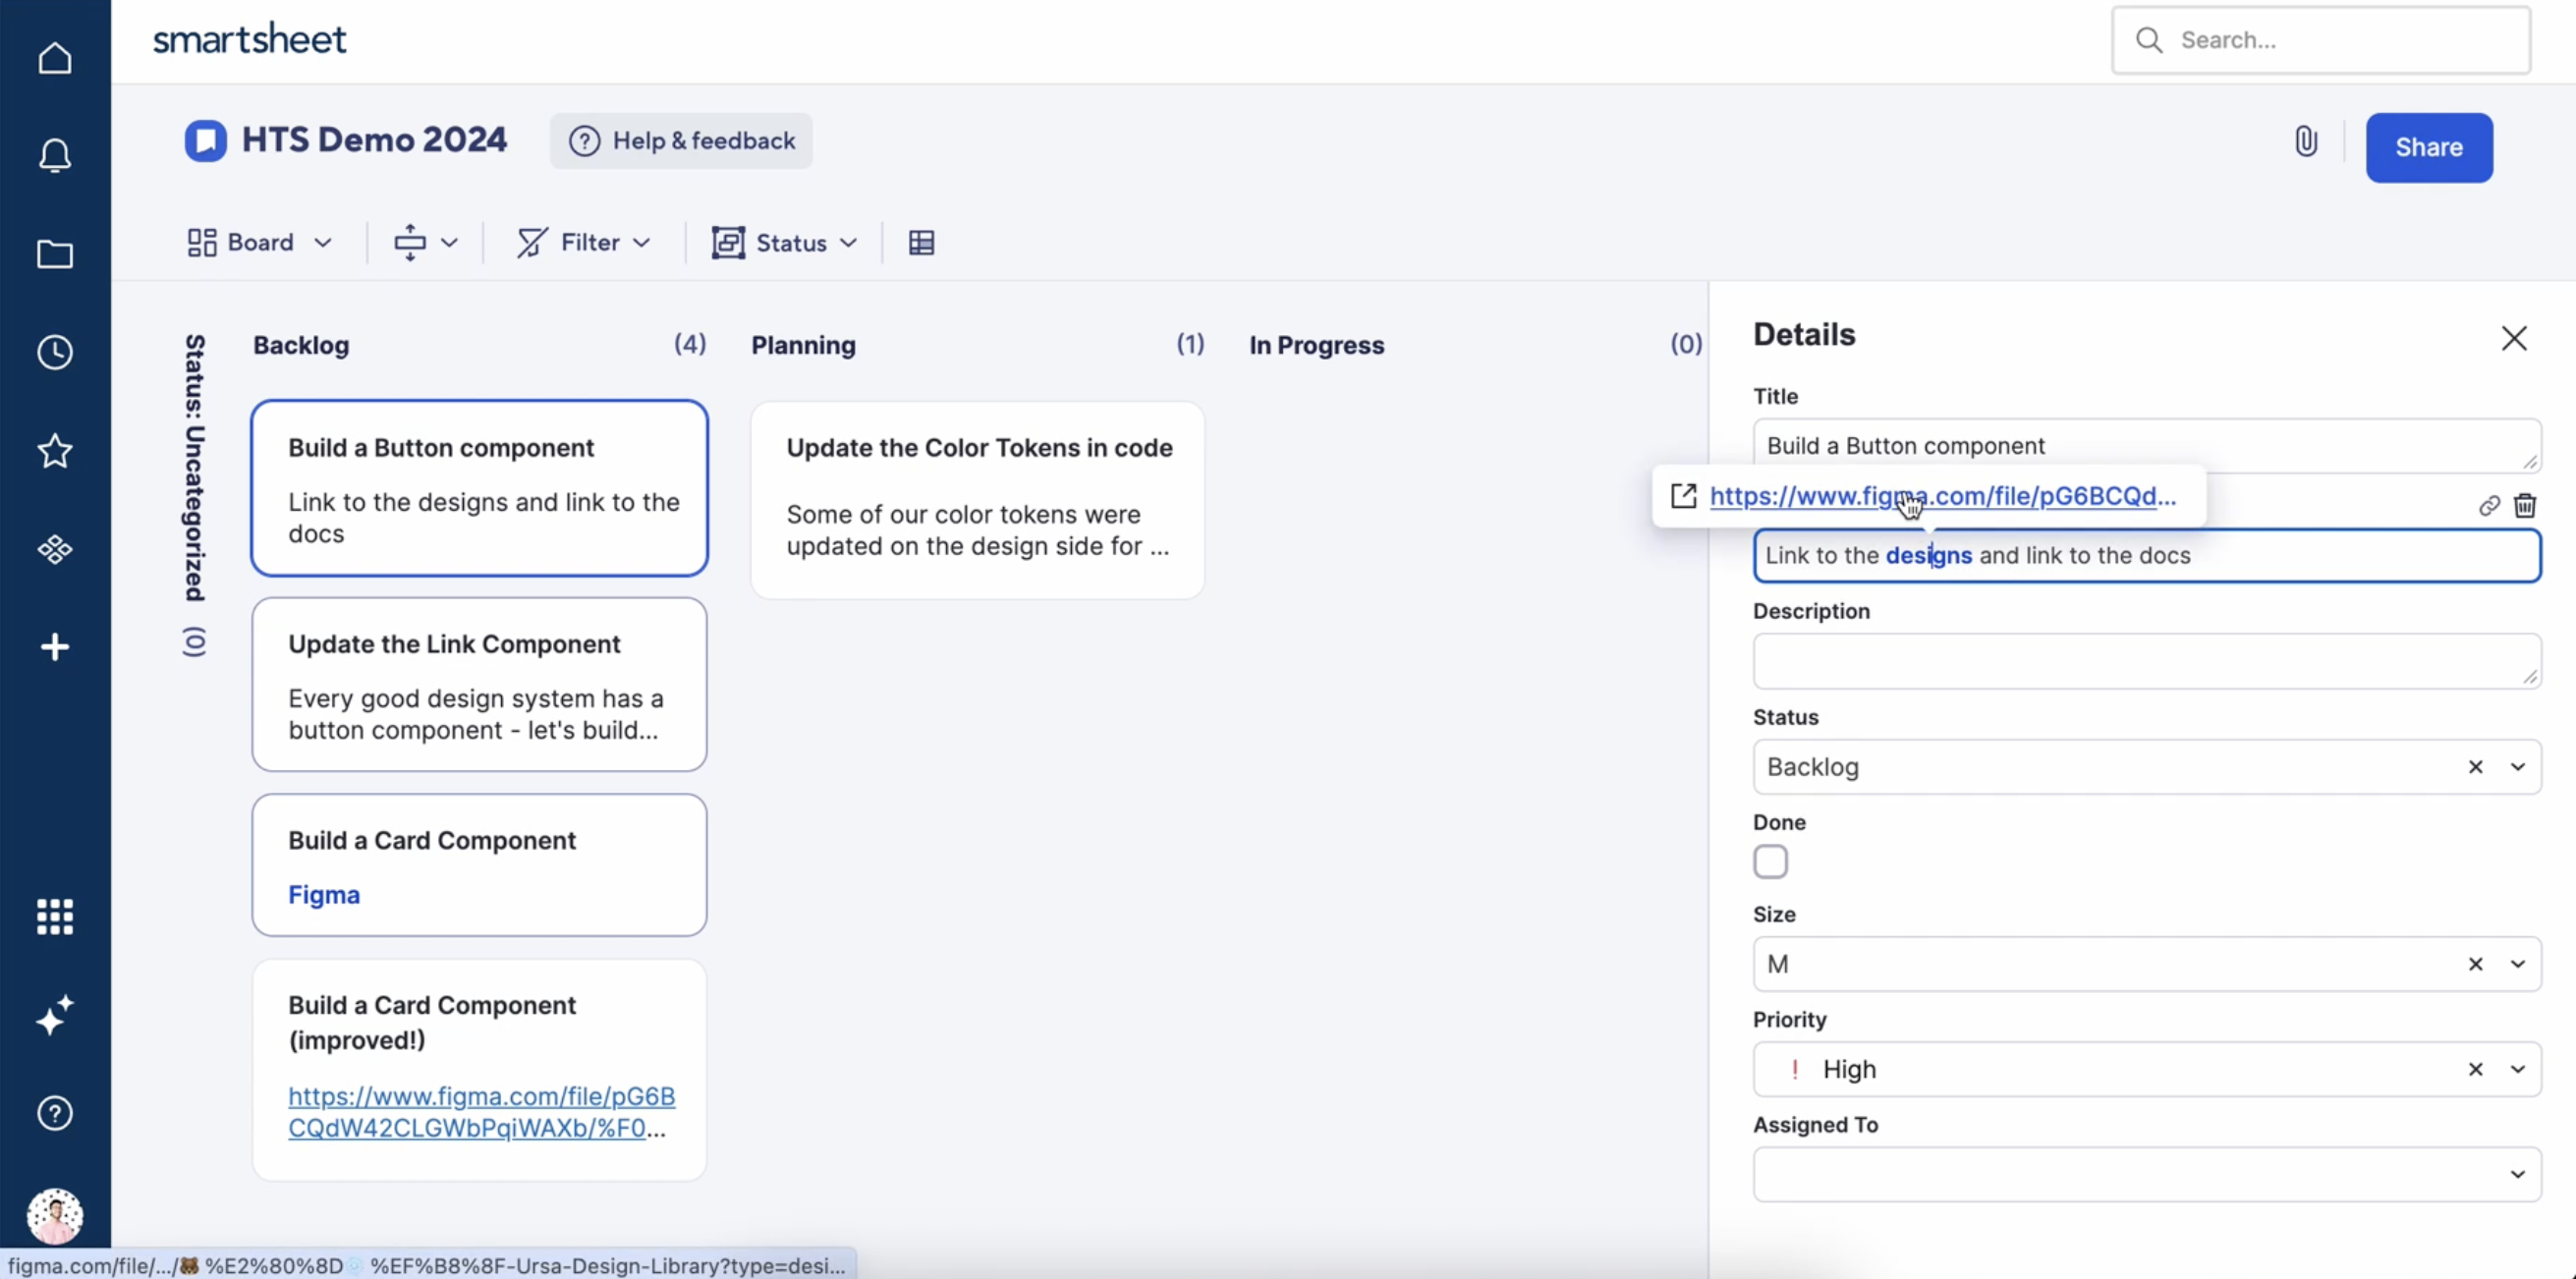 smartsheet
Search...
HTS Demo 2024
Help & feedback
Share
Board
Filter
Status
Status: Uncategorized (0)
Backlog (4)
Build a Button component
Link to the designs and link to the
docs
Update the Link Component
Every good design system has a
button component - let's build...
Build a Card Component
Figma
Build a Card Component
(improved!)
https://www.figma.com/file/pG6B
CQdW42CLGWbPqiWAXb/%F0...
Planning (1)
Update the Color Tokens in code
Some of our color tokens were
updated on the design side for ...
In Progress (0)
Details
Title
Build a Button component
https://www.figma.com/file/pG6BCQd...
Link to the designs and link to the docs
Description
Status
Backlog
Done
Size
M
Priority
! High
Assigned To
figma.com/file/.../🐻%E2%80%8D❄%EF%B8%8F-Ursa-Design-Library?type=desi...